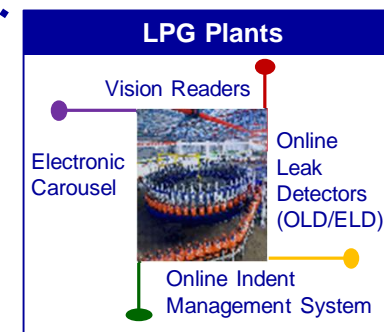 LPG Plants
Vision Readers
Electronic
Carousel
Online
Leak
Detectors
(OLD/ELD)
Online Indent
Management System